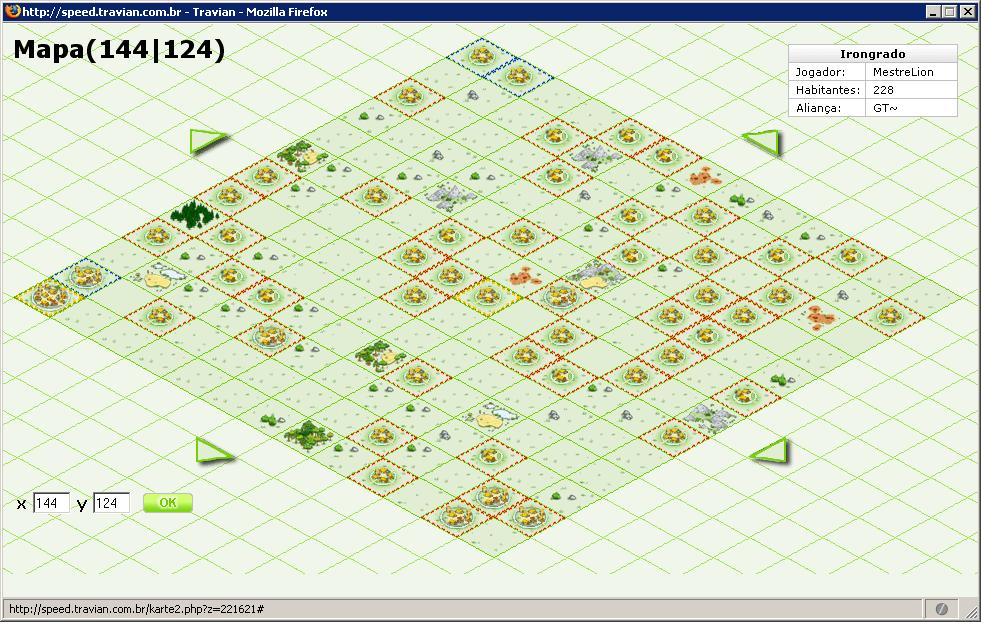 http://speed.travian.com.br - Travian - Mozilla Firefox
Mapa(144|124)
Irongrado
Jogador: MestreLion
Habitantes: 228
Aliança: GT~
x 144 y 124 OK
http://speed.travian.com.br/karte2.php?z=221621#